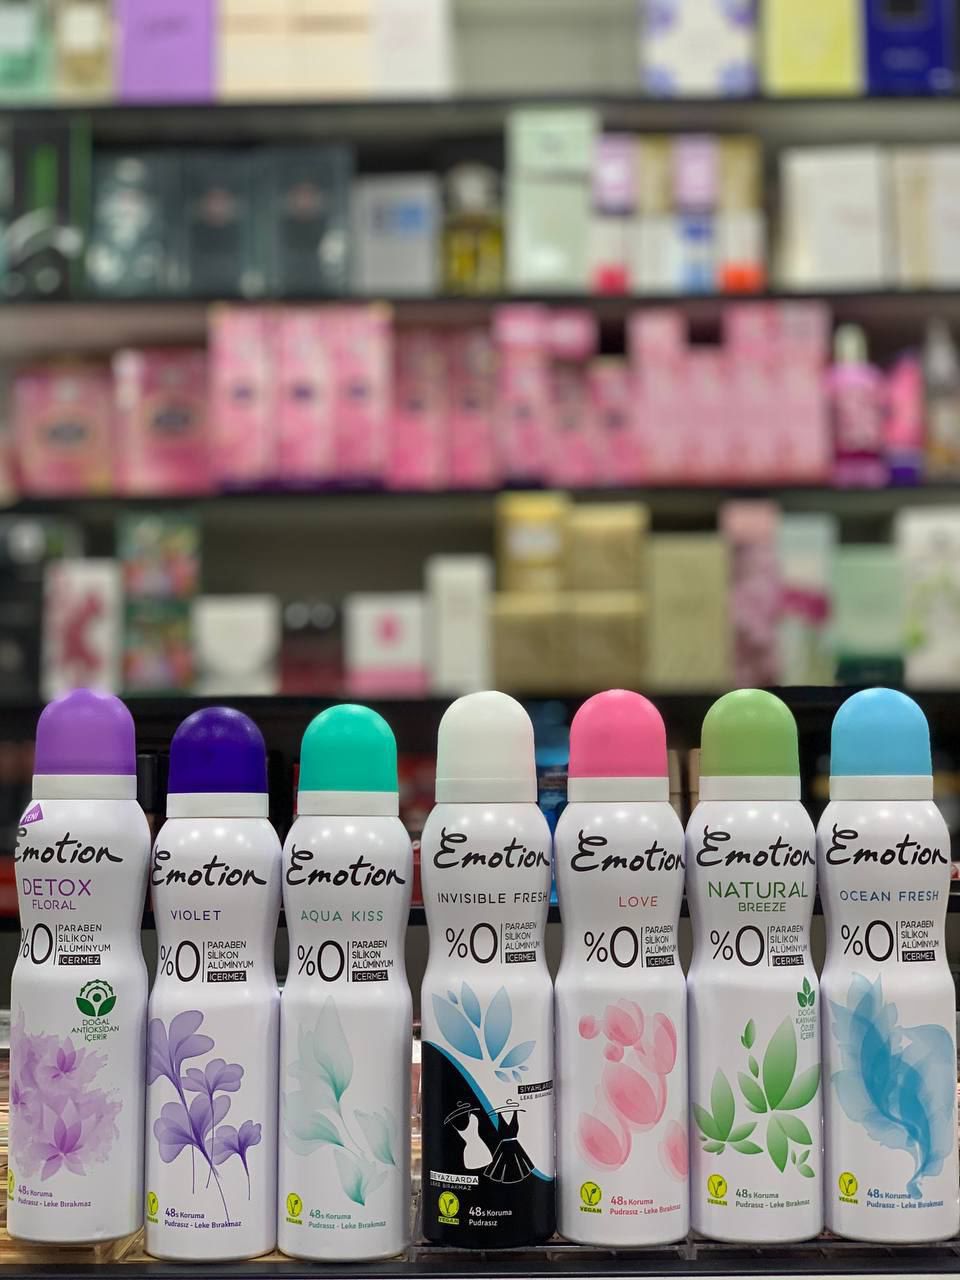 YENİ
Emotion
DETOX
FLORAL
%0
PARABEN
SİLİKON
ALÜMİNYUM
İÇERMEZ
DOĞAL
ANTİOKSİDAN
İÇERİR
48s Koruma
Pudrasız - Leke Bırakmaz
Emotion
VIOLET
%0
PARABEN
SİLİKON
ALÜMİNYUM
İÇERMEZ
VEGAN
48s Koruma
Pudrasız - Leke Bırakmaz
Emotion
AQUA KISS
%0
PARABEN
SİLİKON
ALÜMİNYUM
İÇERMEZ
VEGAN
48s Koruma
Pudrasız - Leke Bırakmaz
Emotion
INVISIBLE FRESH
%0
PARABEN
SİLİKON
ALÜMİNYUM
İÇERMEZ
SİYAHLARDA
LEKE BIRAKMAZ
BEYAZLARDA
LEKE BIRAKMAZ
VEGAN
48s Koruma
Pudrasız
Emotion
LOVE
%0
PARABEN
SİLİKON
ALÜMİNYUM
İÇERMEZ
VEGAN
48s Koruma
Pudrasız - Leke Bırakmaz
Emotion
NATURAL
BREEZE
%0
PARABEN
SİLİKON
ALÜMİNYUM
İÇERMEZ
DOĞAL
KAYNAKLI
ÖZLER
İÇERİR
VEGAN
48s Koruma
Pudrasız - Leke Bırakmaz
Emotion
OCEAN FRESH
%0
PARABEN
SİLİKON
ALÜMİNYUM
İÇERMEZ
VEGAN
48s Koruma
Pudrasız - Leke Bırakmaz